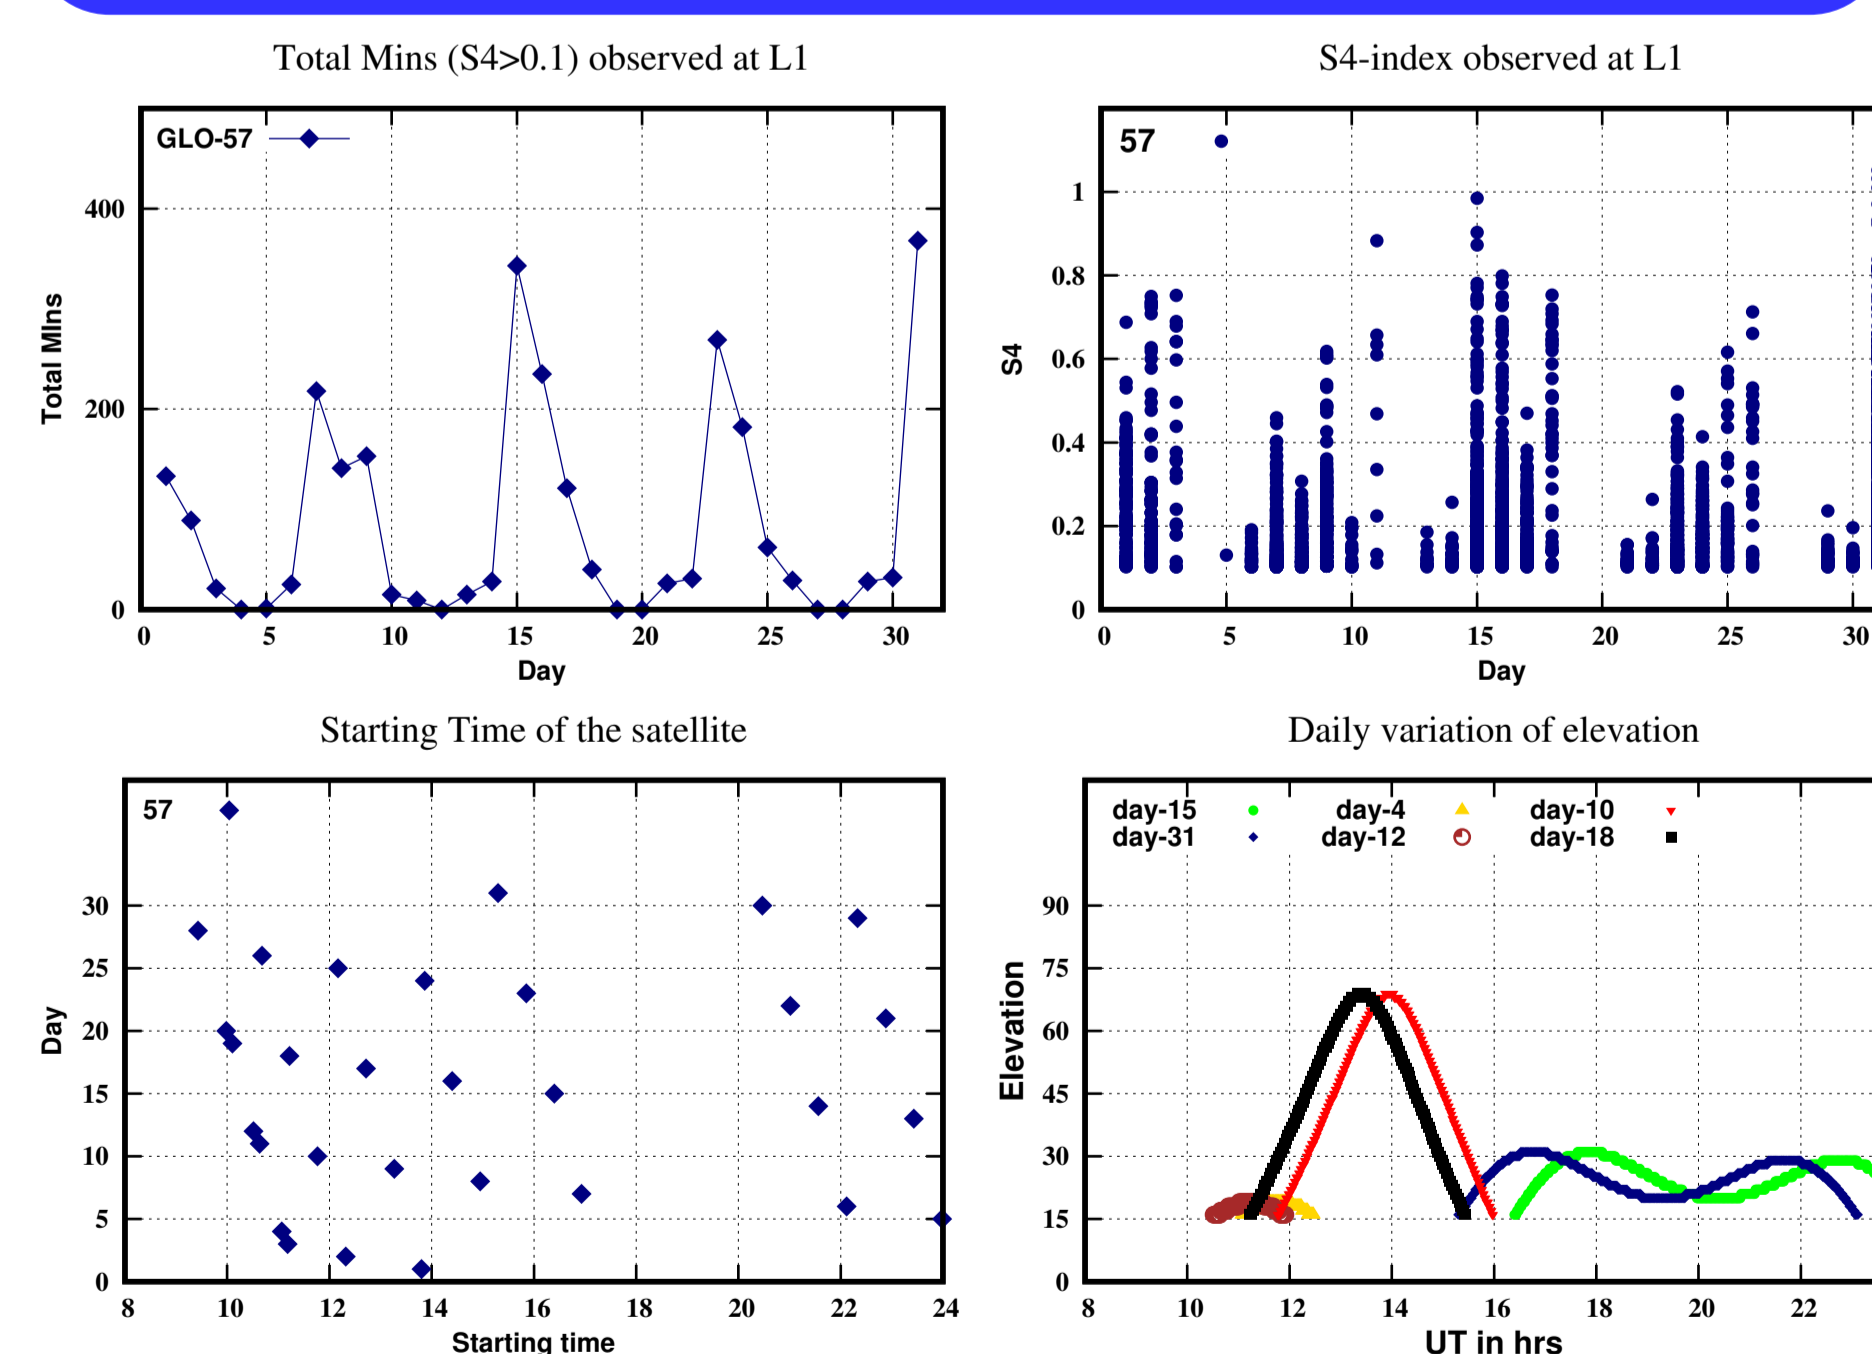 Total Mins (S4>0.1) observed at L1
GLO-57
400
200
0
Total MIns
0 5 10 15 20 25 30
Day
S4-index observed at L1
57
1
0.8
0.6
0.4
0.2
0
S4
0 5 10 15 20 25 30
Day
Starting Time of the satellite
57
30
25
20
15
10
5
0
Day
8 10 12 14 16 18 20 22 24
Starting time
Daily variation of elevation
day-15 day-4 day-10
day-31 day-12 day-18
90
75
60
45
30
15
0
Elevation
8 10 12 14 16 18 20 22
UT in hrs